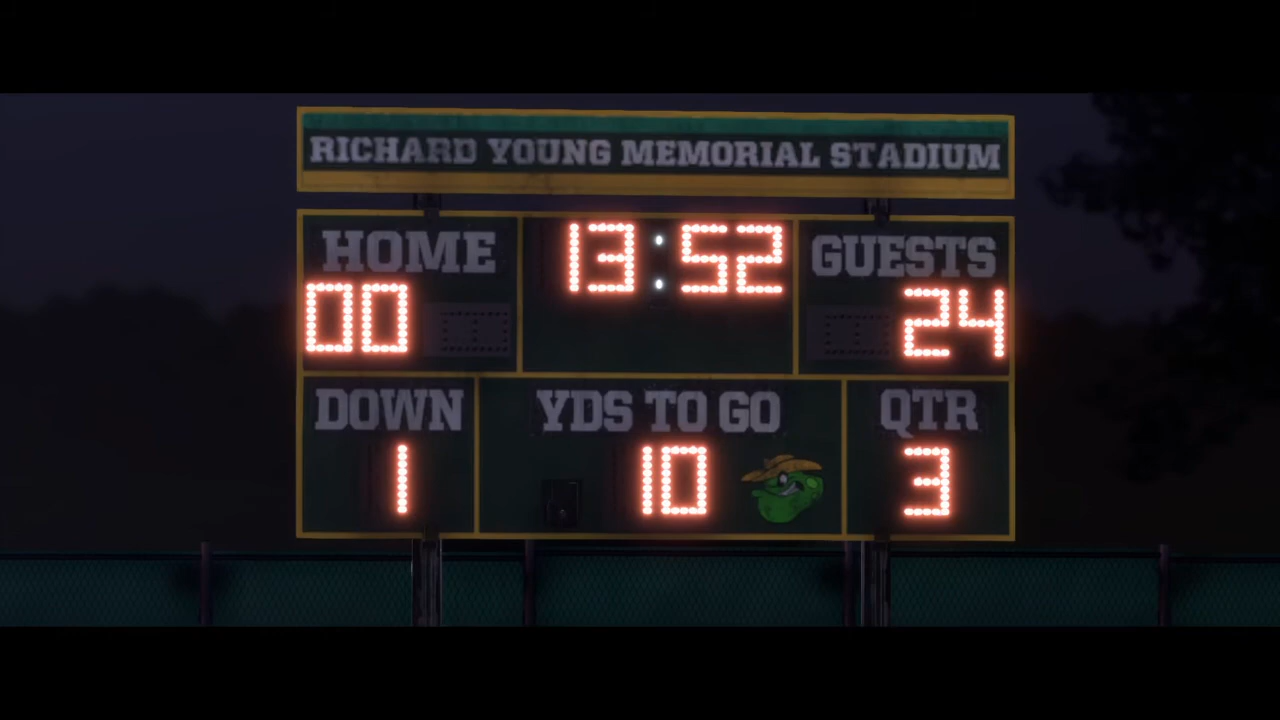 RICHARD YOUNG MEMORIAL STADIUM
HOME 13:52 GUESTS
00 24
DOWN YDS TO GO QTR
1 10 3